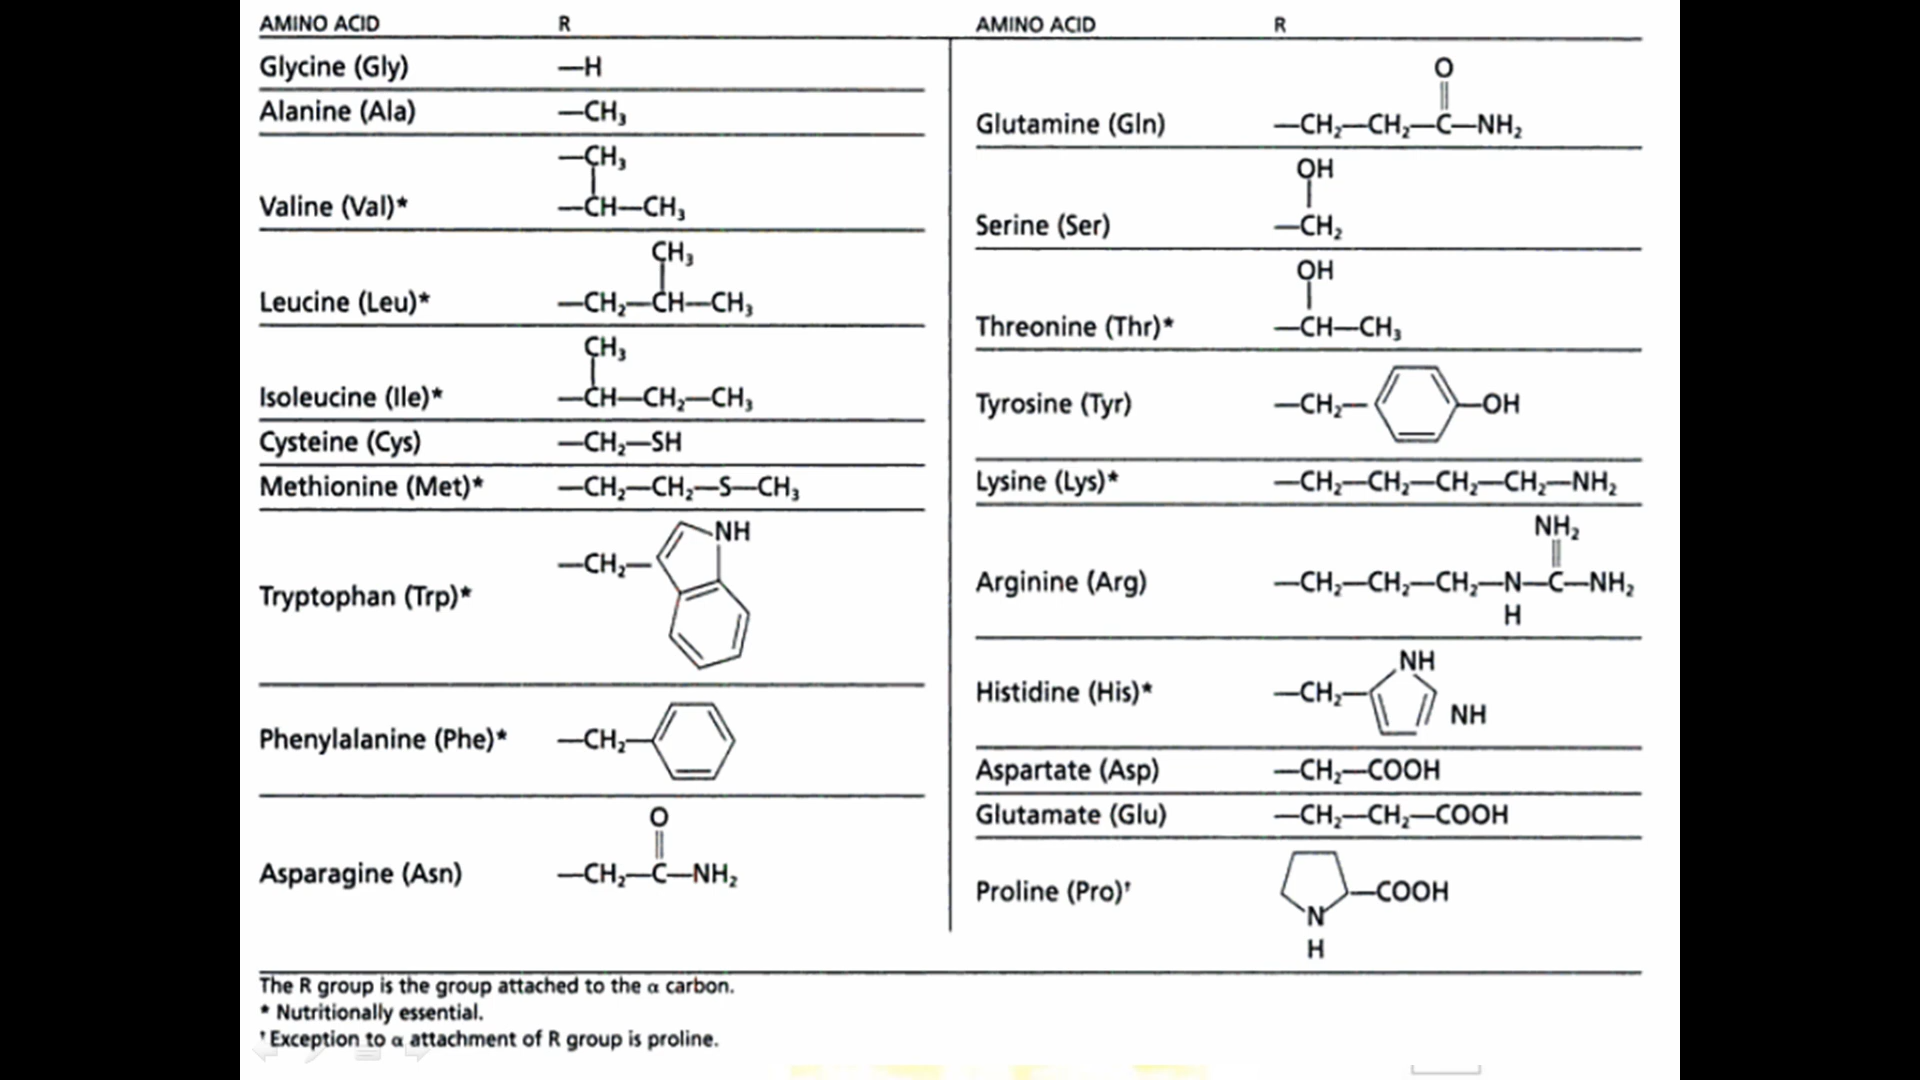 AMINO ACID R
Glycine (Gly) —H
Alanine (Ala) —CH₃
—CH₃
Valine (Val)* —CH—CH₃
CH₃
Leucine (Leu)* —CH₂—CH—CH₃
CH₃
Isoleucine (Ile)* —CH—CH₂—CH₃
Cysteine (Cys) —CH₂—SH
Methionine (Met)* —CH₂—CH₂—S—CH₃
NH
—CH₂—
Tryptophan (Trp)*
Phenylalanine (Phe)* —CH₂—
O
Asparagine (Asn) —CH₂—C—NH₂
AMINO ACID R
O
Glutamine (Gln) —CH₂—CH₂—C—NH₂
OH
Serine (Ser) —CH₂
OH
Threonine (Thr)* —CH—CH₃
Tyrosine (Tyr) —CH₂— —OH
Lysine (Lys)* —CH₂—CH₂—CH₂—CH₂—NH₂
NH₂
Arginine (Arg) —CH₂—CH₂—CH₂—N—C—NH₂
H
NH
Histidine (His)* —CH₂—
NH
Aspartate (Asp) —CH₂—COOH
Glutamate (Glu) —CH₂—CH₂—COOH
Proline (Pro)† —COOH
N
H
The R group is the group attached to the α carbon.
* Nutritionally essential.
† Exception to α attachment of R group is proline.